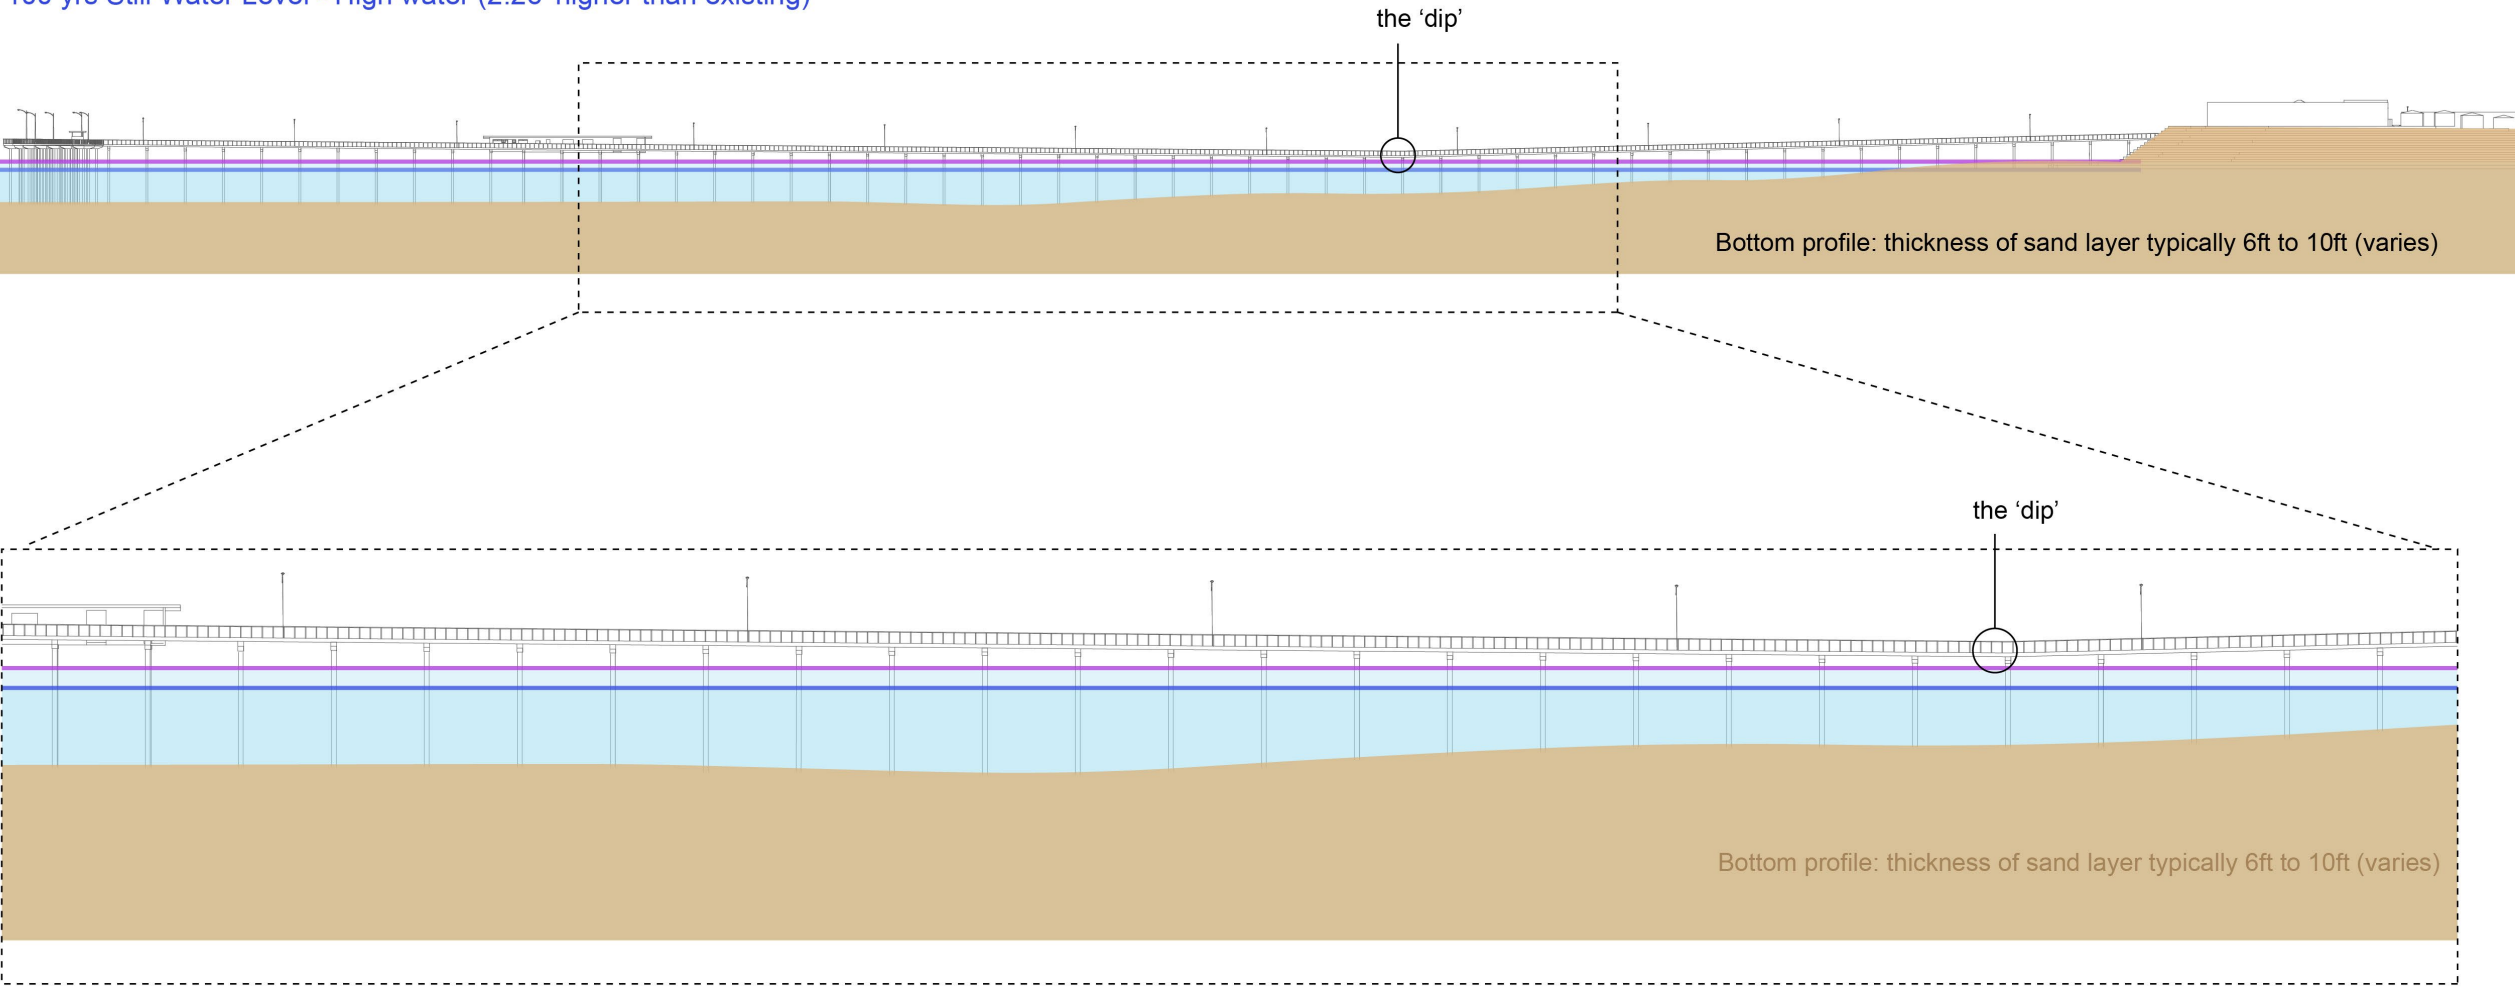 the ‘dip’
Bottom profile: thickness of sand layer typically 6ft to 10ft (varies)
the ‘dip’
Bottom profile: thickness of sand layer typically 6ft to 10ft (varies)